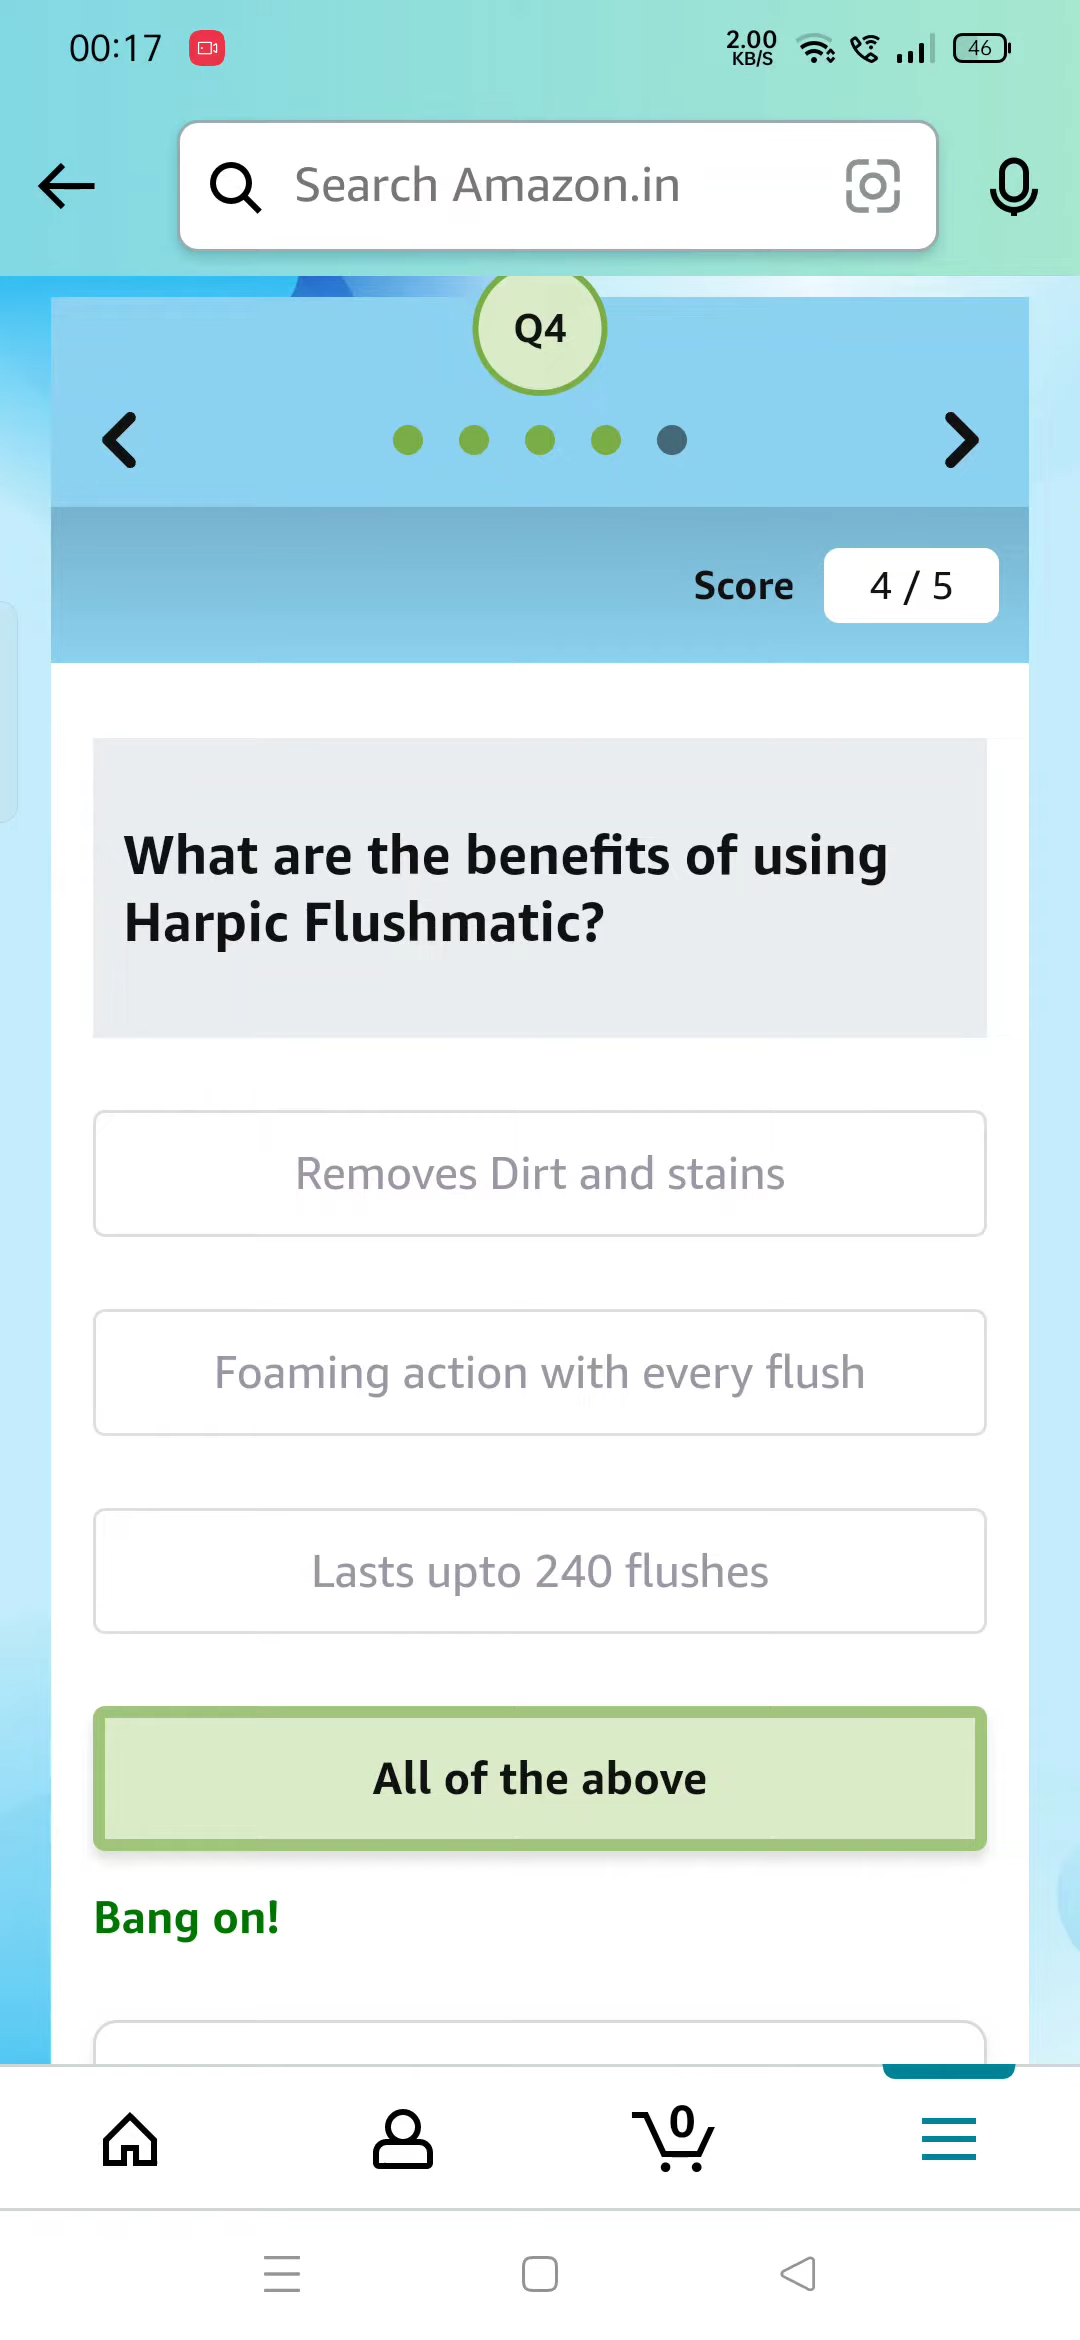 00:17
2.00
KB/S
46
Search Amazon.in
Q4
Score
4 / 5
What are the benefits of using
Harpic Flushmatic?
Removes Dirt and stains
Foaming action with every flush
Lasts upto 240 flushes
All of the above
Bang on!
0